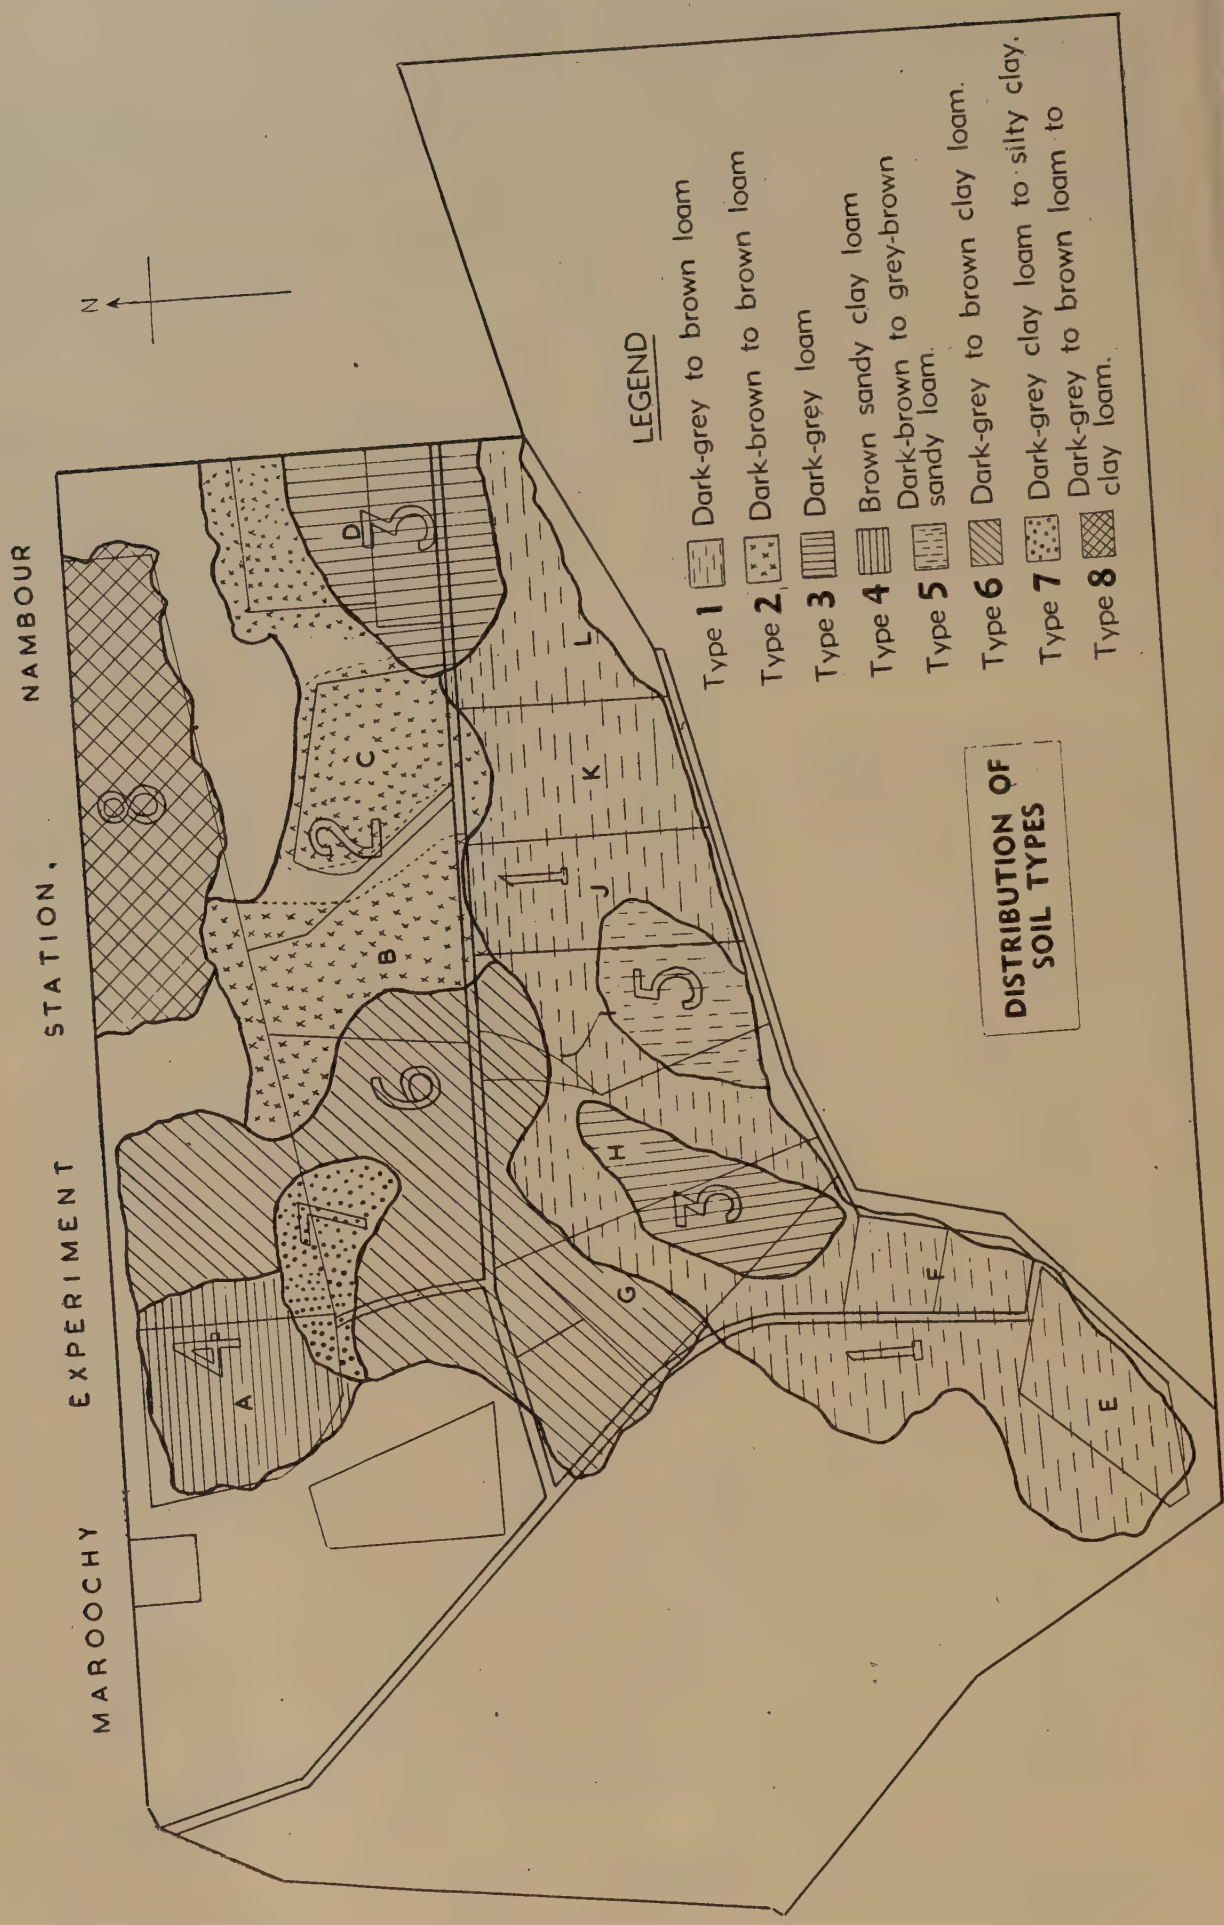 MAROOCHY EXPERIMENT STATION, NAMBOUR
N
8
4
A
7
6
2
C
B
D
3
1
J
K
L
5
I
H
3
G
1
F
E
LEGEND
Type 1 Dark-grey to brown loam
Type 2 Dark-brown to brown loam
Type 3 Dark-grey loam
Type 4 Brown sandy clay loam
Type 5 Dark-brown to grey-brown
sandy loam.
Type 6 Dark-grey to brown clay loam.
Type 7 Dark-grey clay loam to silty clay.
Type 8 Dark-grey to brown loam to
clay loam.
DISTRIBUTION OF
SOIL TYPES